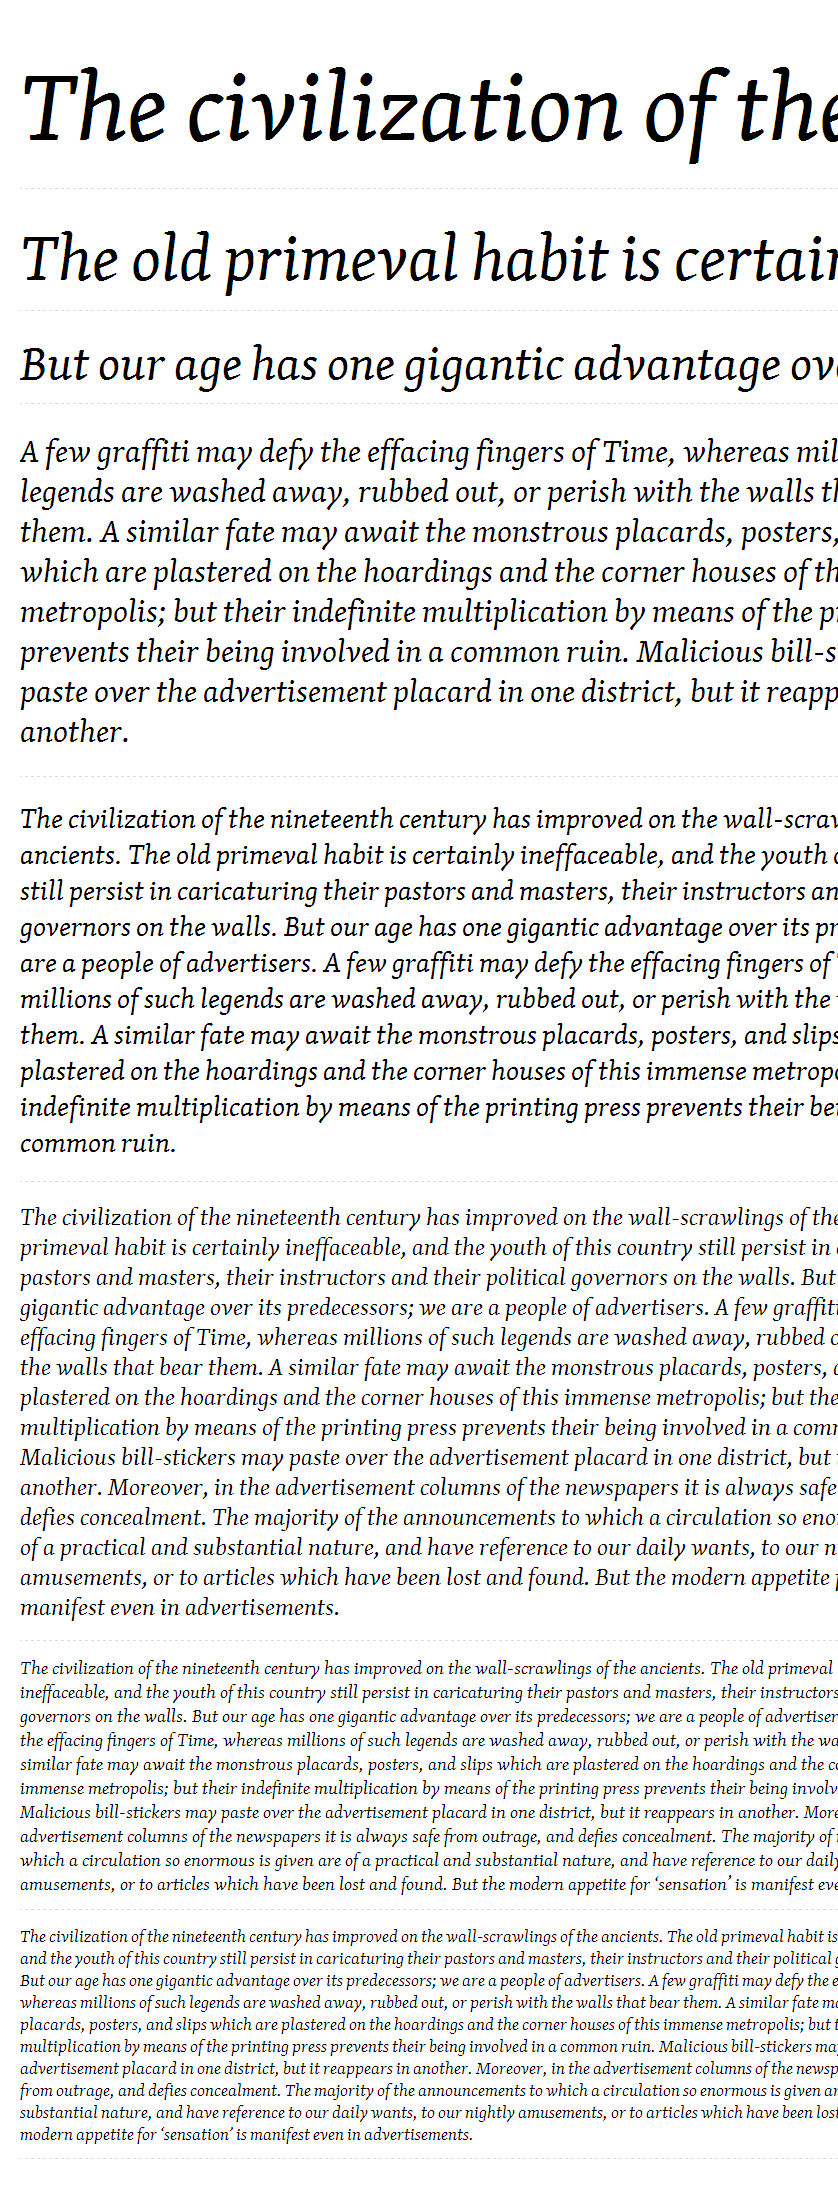 The civilization of the
The old primeval habit is certain
But our age has one gigantic advantage ov
A few graffiti may defy the effacing fingers of Time, whereas mil
legends are washed away, rubbed out, or perish with the walls th
them. A similar fate may await the monstrous placards, posters,
which are plastered on the hoardings and the corner houses of th
metropolis; but their indefinite multiplication by means of the pr
prevents their being involved in a common ruin. Malicious bill-s
paste over the advertisement placard in one district, but it reapp
another.
The civilization of the nineteenth century has improved on the wall-scraw
ancients. The old primeval habit is certainly ineffaceable, and the youth o
still persist in caricaturing their pastors and masters, their instructors an
governors on the walls. But our age has one gigantic advantage over its pr
are a people of advertisers. A few graffiti may defy the effacing fingers of
millions of such legends are washed away, rubbed out, or perish with the
them. A similar fate may await the monstrous placards, posters, and slips
plastered on the hoardings and the corner houses of this immense metropo
indefinite multiplication by means of the printing press prevents their bei
common ruin.
The civilization of the nineteenth century has improved on the wall-scrawlings of the
primeval habit is certainly ineffaceable, and the youth of this country still persist in
pastors and masters, their instructors and their political governors on the walls. But
gigantic advantage over its predecessors; we are a people of advertisers. A few graffiti
effacing fingers of Time, whereas millions of such legends are washed away, rubbed o
the walls that bear them. A similar fate may await the monstrous placards, posters,
plastered on the hoardings and the corner houses of this immense metropolis; but the
multiplication by means of the printing press prevents their being involved in a comm
Malicious bill-stickers may paste over the advertisement placard in one district, but
another. Moreover, in the advertisement columns of the newspapers it is always safe
defies concealment. The majority of the announcements to which a circulation so eno
of a practical and substantial nature, and have reference to our daily wants, to our n
amusements, or to articles which have been lost and found. But the modern appetite
manifest even in advertisements.
The civilization of the nineteenth century has improved on the wall-scrawlings of the ancients. The old primeval
ineffaceable, and the youth of this country still persist in caricaturing their pastors and masters, their instructors
governors on the walls. But our age has one gigantic advantage over its predecessors; we are a people of advertiser
the effacing fingers of Time, whereas millions of such legends are washed away, rubbed out, or perish with the wa
similar fate may await the monstrous placards, posters, and slips which are plastered on the hoardings and the co
immense metropolis; but their indefinite multiplication by means of the printing press prevents their being involv
Malicious bill-stickers may paste over the advertisement placard in one district, but it reappears in another. More
advertisement columns of the newspapers it is always safe from outrage, and defies concealment. The majority of
which a circulation so enormous is given are of a practical and substantial nature, and have reference to our daily
amusements, or to articles which have been lost and found. But the modern appetite for ‘sensation’ is manifest eve
The civilization of the nineteenth century has improved on the wall-scrawlings of the ancients. The old primeval habit is
and the youth of this country still persist in caricaturing their pastors and masters, their instructors and their political
But our age has one gigantic advantage over its predecessors; we are a people of advertisers. A few graffiti may defy the e
whereas millions of such legends are washed away, rubbed out, or perish with the walls that bear them. A similar fate ma
placards, posters, and slips which are plastered on the hoardings and the corner houses of this immense metropolis; but t
multiplication by means of the printing press prevents their being involved in a common ruin. Malicious bill-stickers may
advertisement placard in one district, but it reappears in another. Moreover, in the advertisement columns of the newsp
from outrage, and defies concealment. The majority of the announcements to which a circulation so enormous is given ar
substantial nature, and have reference to our daily wants, to our nightly amusements, or to articles which have been lost
modern appetite for ‘sensation’ is manifest even in advertisements.